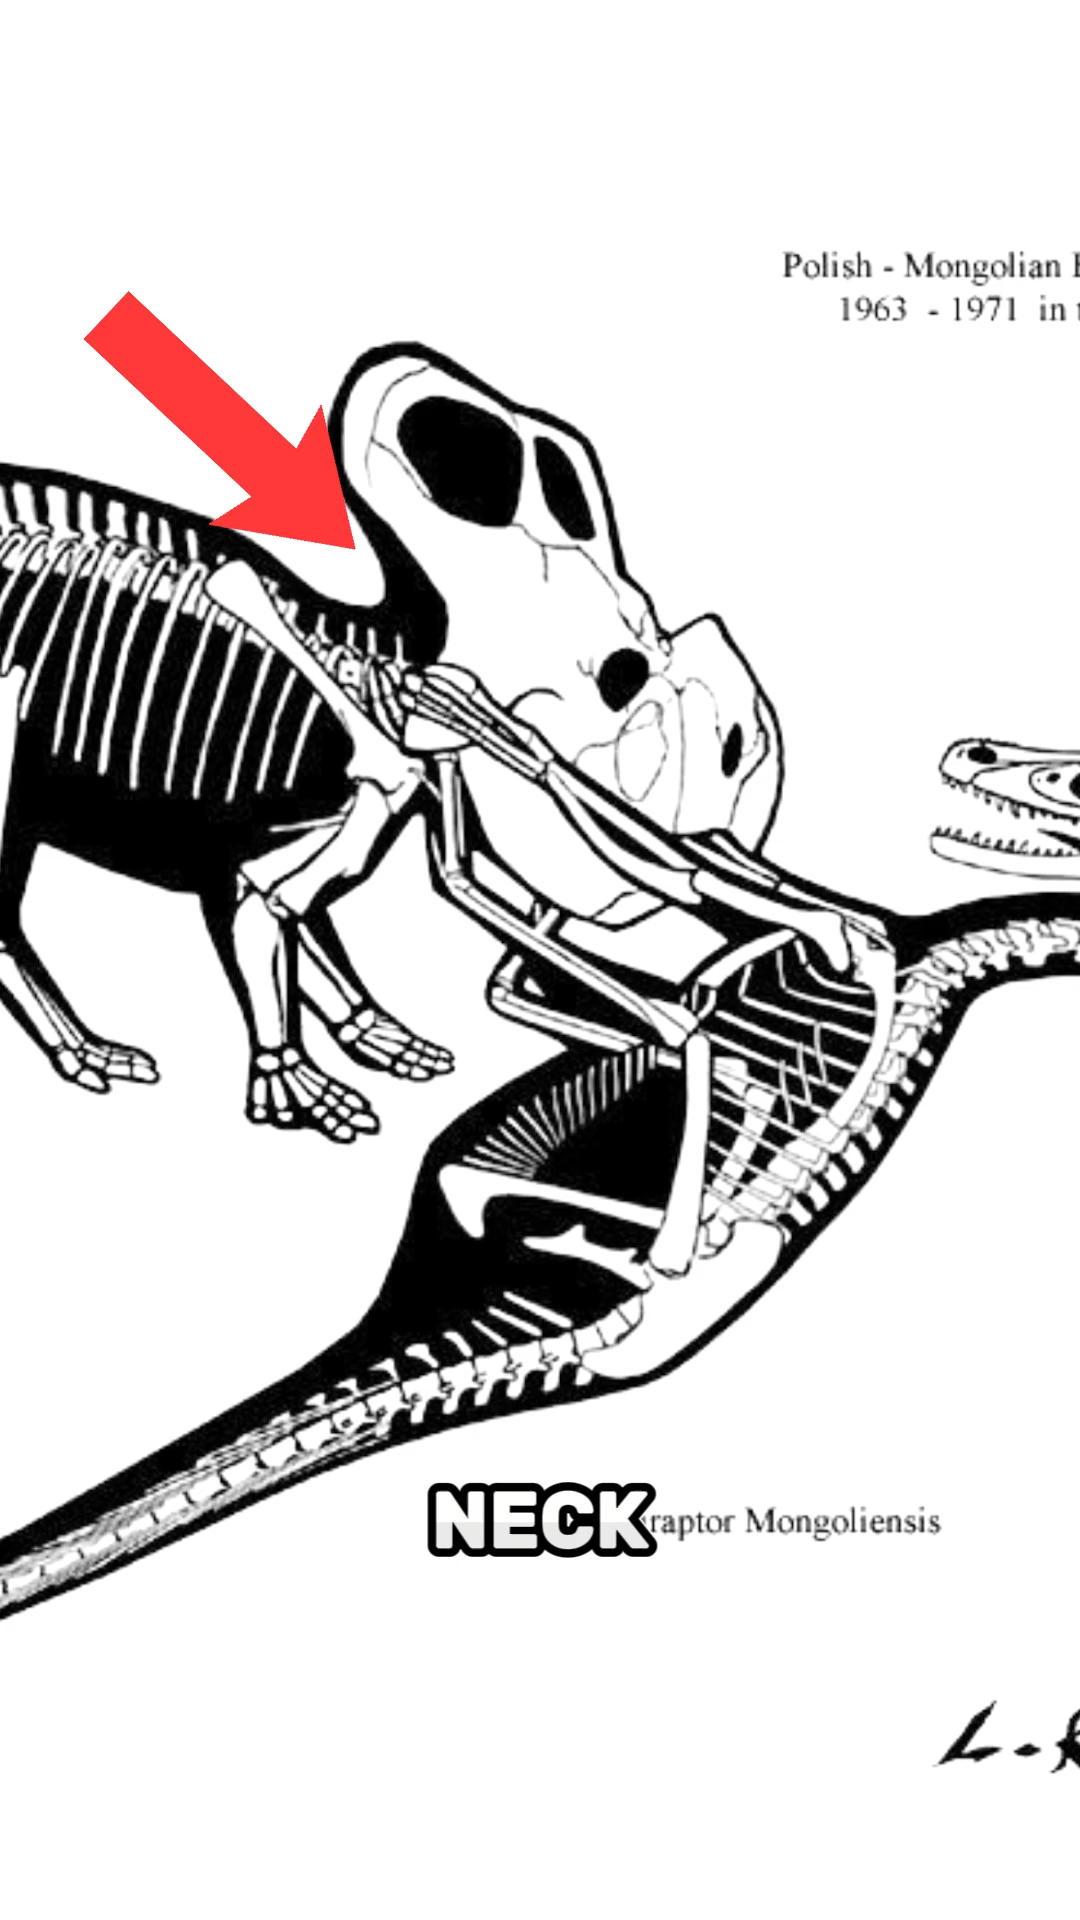 Polish - Mongolian
1963 - 1971 in
NECK
raptor Mongoliensis
L.